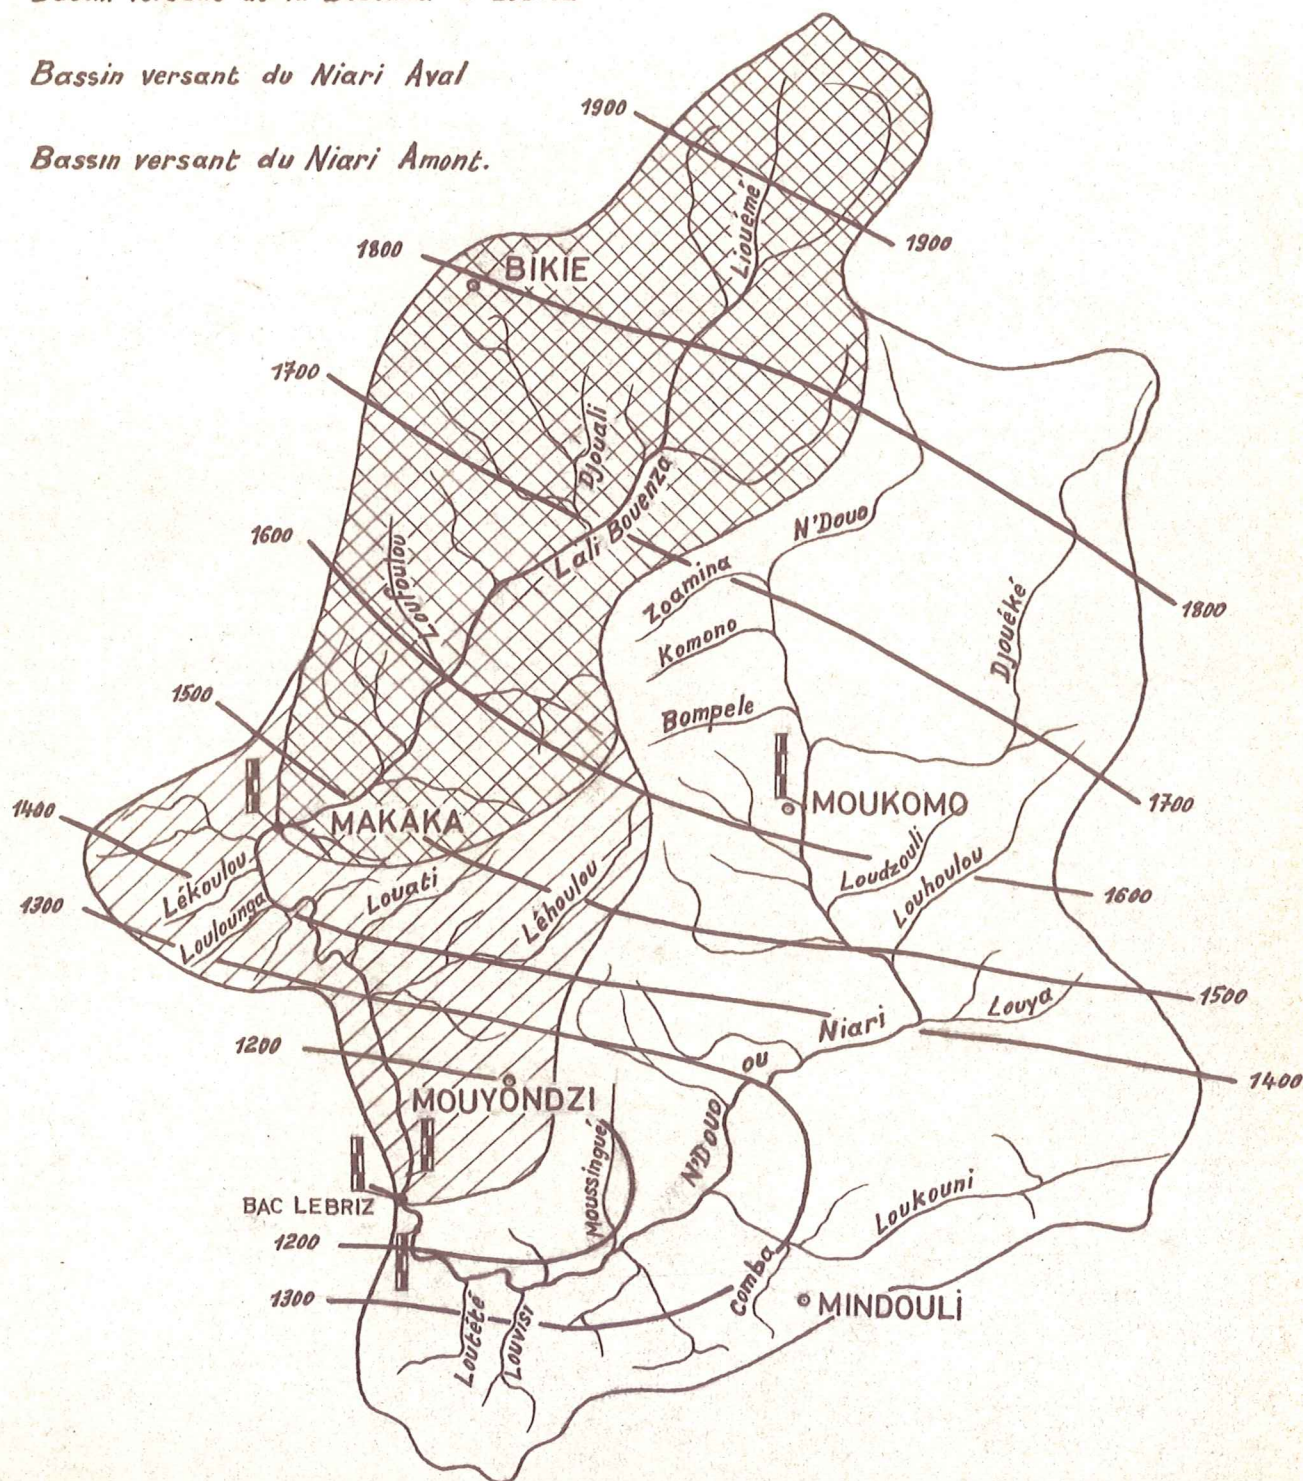 Bassin versant du Niari Aval
Bassin versant du Niari Amont.
1900
1900
1800
BIKIE
Liouémé
1700
Djouali
Lali Bouenza
N'Douo
1600
Loufoulou
Zoamina
1800
Komono
Djouéké
1500
Bompele
1400
MAKAKA
MOUKOMO
1700
Loudzouli
Lékoulou
Louati
Louhoulou
1600
1300
Loulounga
Léhoulou
1500
Louya
Niari
1200
ou
1400
MOUYÔNDZI
N'Douo
Moussingué
Loukouni
BAC LEBRIZ
1200
Comba
1300
MINDOULI
Loutété
Louvisi